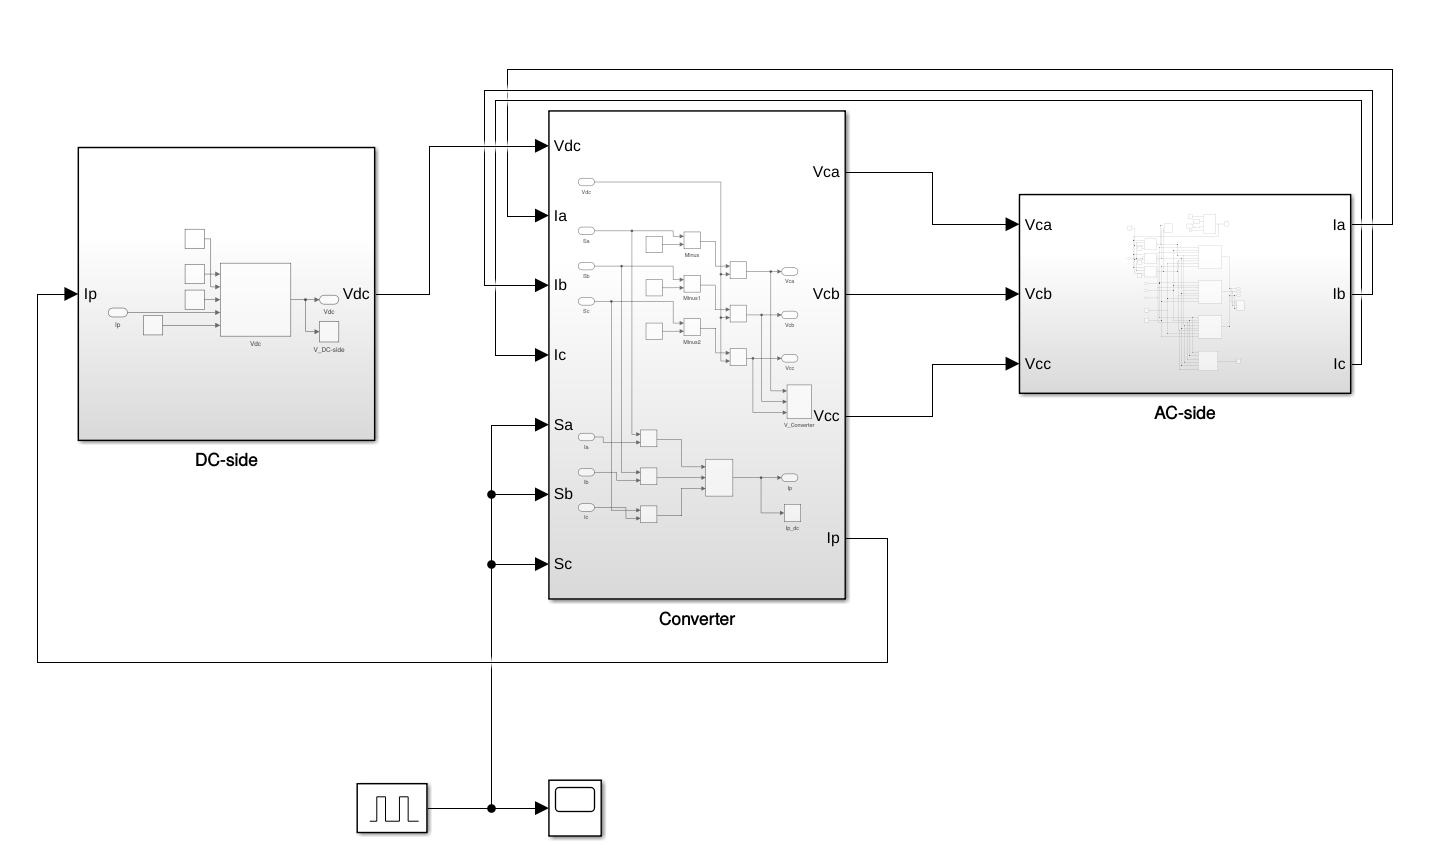 Ip
Ip
Vdc
Vdc
V_DC-side
Vdc
DC-side
Vdc
Ia
Ib
Ic
Sa
Sb
Sc
Vdc
Sa
Sb
Sc
Minus
Minus1
Minus2
Vca
Vcb
Vcc
V_Converter
Ia
Ib
Ic
Ip
Ip_dc
Vca
Vcb
Vcc
Ip
Converter
Vca
Vcb
Vcc
Ia
Ib
Ic
AC-side